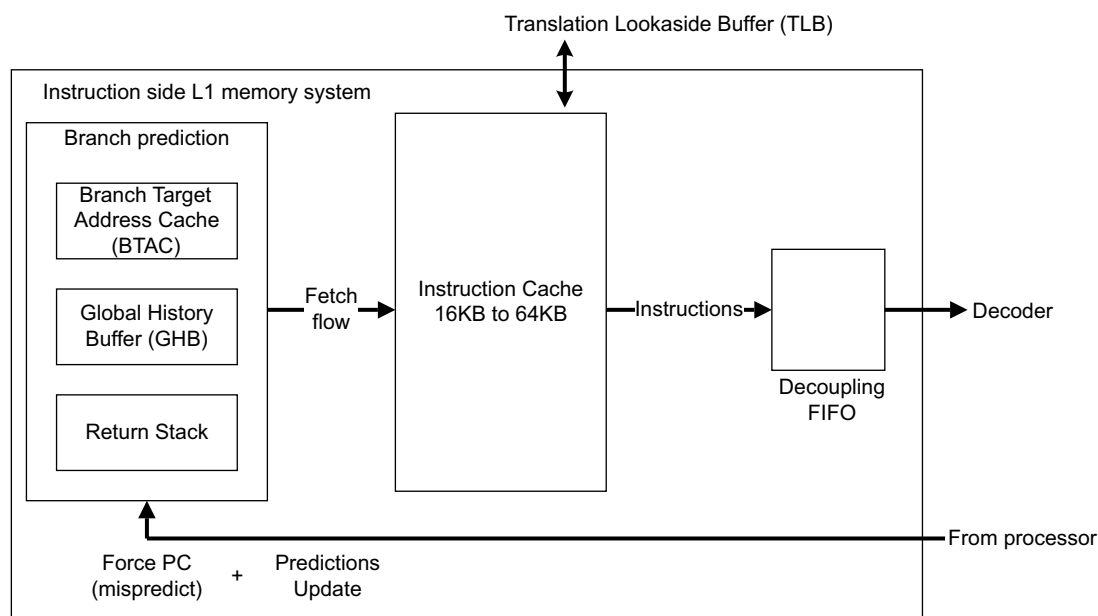 Translation Lookaside Buffer (TLB)
Instruction side L1 memory system
Branch prediction
Branch Target
Address Cache
(BTAC)
Global History
Buffer (GHB)
Return Stack
Fetch
flow
Instruction Cache
16KB to 64KB
Instructions
Decoupling
FIFO
Decoder
From processor
Force PC
(mispredict)
+
Predictions
Update